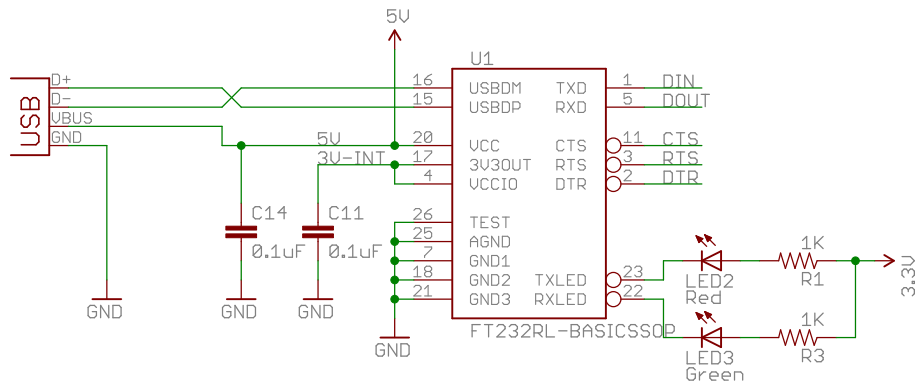 5V
U1
D+
D-
VBUS
GND
USB
16 USBDM TXD 1 DIN
15 USBDP RXD 5 DOUT
5V 20 VCC CTS 11 CTS
3V-INT 17 3V3OUT RTS 3 RTS
4 VCCIO DTR 2 DTR
26 TEST
25 AGND
7 GND1
18 GND2 TXLED 23
21 GND3 RXLED 22
FT232RL-BASICSSOP
C14
0.1uF
C11
0.1uF
GND
GND
GND
GND
LED2
Red
1K
R1
3.3V
LED3
Green
1K
R3